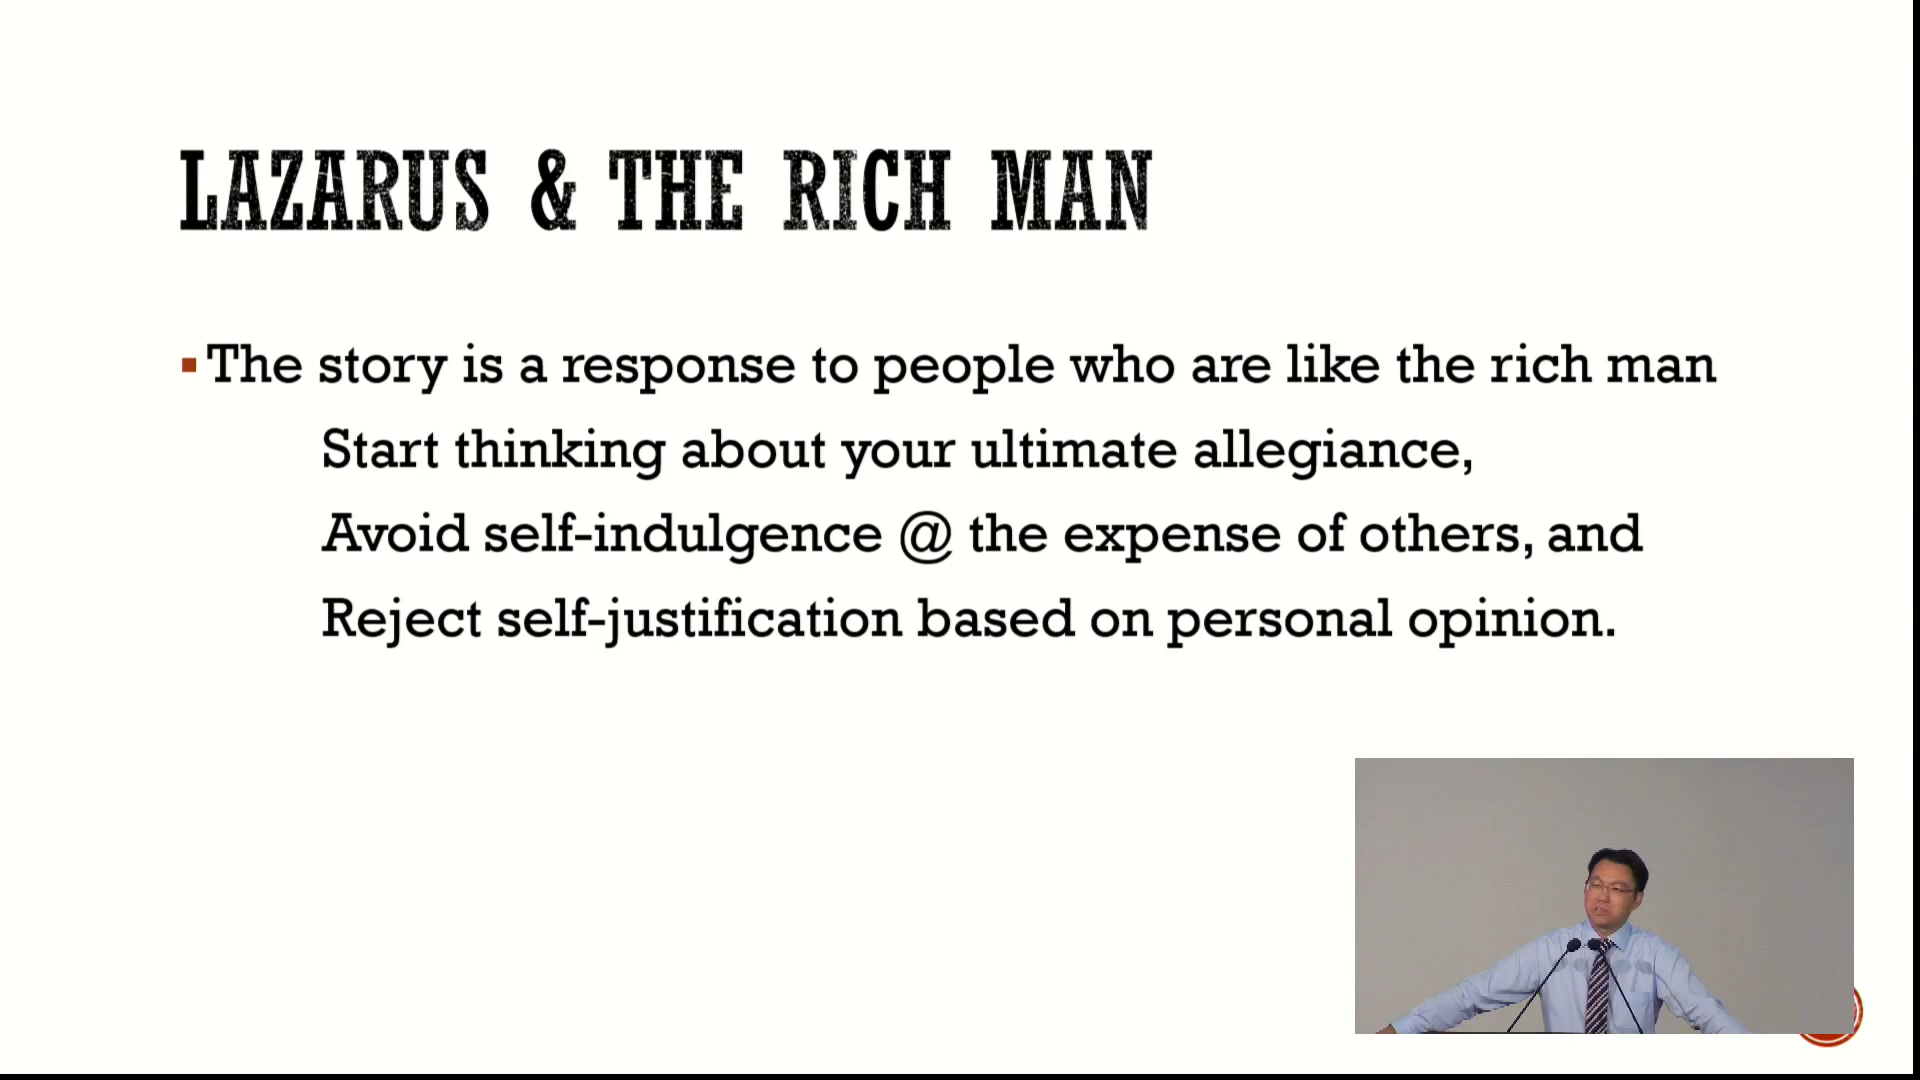 LAZARUS & THE RICH MAN
The story is a response to people who are like the rich man
Start thinking about your ultimate allegiance,
Avoid self-indulgence @ the expense of others, and
Reject self-justification based on personal opinion.